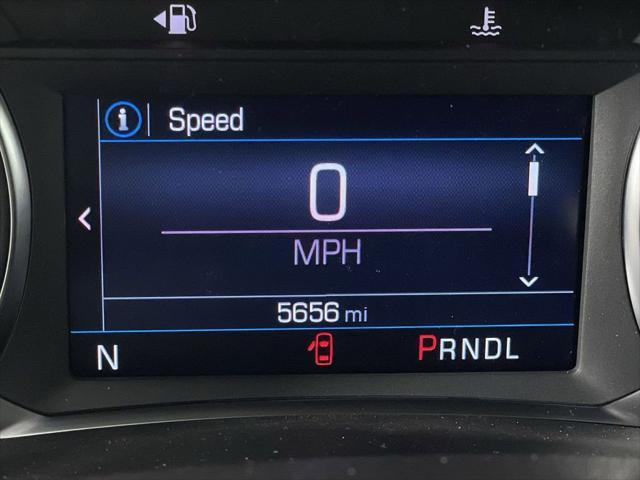 i Speed
0
MPH
5656 mi
N PRNDL